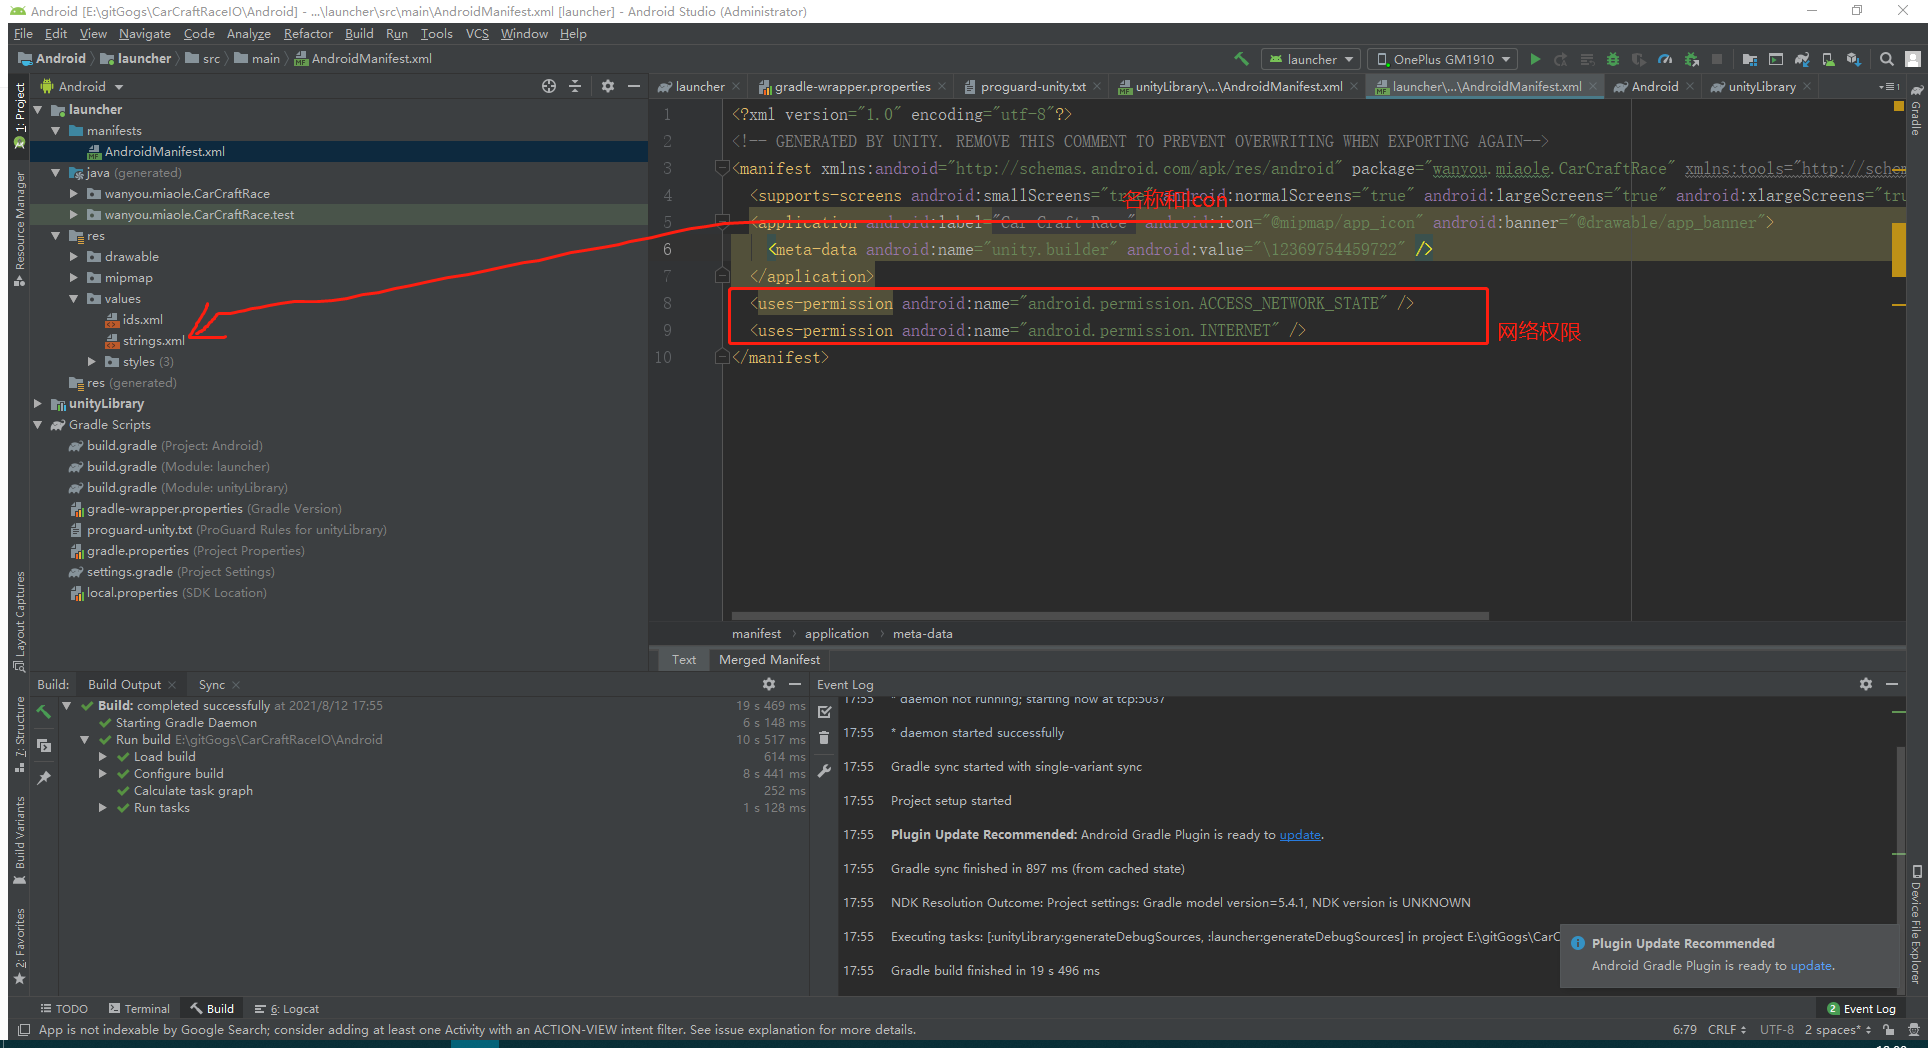 Android [E:\gitGogs\CarCraftRaceIO\Android] - ...\launcher\src\main\AndroidManifest.xml [launcher] - Android Studio (Administrator)
File Edit View Navigate Code Analyze Refactor Build Run Tools VCS Window Help
Android launcher src main AndroidManifest.xml
launcher OnePlus GM1910
Android
launcher gradle-wrapper.properties proguard-unity.txt unityLibrary\...\AndroidManifest.xml launcher\...\AndroidManifest.xml Android unityLibrary
1: Project
Resource Manager
Layout Captures
7: Structure
Build Variants
2: Favorites
launcher
manifests
AndroidManifest.xml
java (generated)
wanyou.miaole.CarCraftRace
wanyou.miaole.CarCraftRace.test
res
drawable
mipmap
values
ids.xml
strings.xml
styles (3)
res (generated)
unityLibrary
Gradle Scripts
build.gradle (Project: Android)
build.gradle (Module: launcher)
build.gradle (Module: unityLibrary)
gradle-wrapper.properties (Gradle Version)
proguard-unity.txt (ProGuard Rules for unityLibrary)
gradle.properties (Project Properties)
settings.gradle (Project Settings)
local.properties (SDK Location)
1 <?xml version="1.0" encoding="utf-8"?>
2 <!-- GENERATED BY UNITY. REMOVE THIS COMMENT TO PREVENT OVERWRITING WHEN EXPORTING AGAIN-->
3 <manifest xmlns:android="http://schemas.android.com/apk/res/android" package="wanyou.miaole.CarCraftRace" xmlns:tools="http://schem
4 <supports-screens android:smallScreens="true" android:normalScreens="true" android:largeScreens="true" android:xlargeScreens="tru
名称和icon
5 <application android:label="Car Craft Race" android:icon="@mipmap/app_icon" android:banner="@drawable/app_banner">
6 <meta-data android:name="unity.builder" android:value="\12369754459722" />
7 </application>
8 <uses-permission android:name="android.permission.ACCESS_NETWORK_STATE" />
9 <uses-permission android:name="android.permission.INTERNET" />
网络权限
10 </manifest>
manifest application meta-data
Text Merged Manifest
Gradle
Device File Explorer
Build: Build Output Sync
Build: completed successfully at 2021/8/12 17:55 19 s 469 ms
Starting Gradle Daemon 6 s 148 ms
Run build E:\gitGogs\CarCraftRaceIO\Android 10 s 517 ms
Load build 614 ms
Configure build 8 s 441 ms
Calculate task graph 252 ms
Run tasks 1 s 128 ms
Event Log
17:55 * daemon not running; starting now at tcp:5037
17:55 * daemon started successfully
17:55 Gradle sync started with single-variant sync
17:55 Project setup started
17:55 Plugin Update Recommended: Android Gradle Plugin is ready to update.
17:55 Gradle sync finished in 897 ms (from cached state)
17:55 NDK Resolution Outcome: Project settings: Gradle model version=5.4.1, NDK version is UNKNOWN
17:55 Executing tasks: [:unityLibrary:generateDebugSources, :launcher:generateDebugSources] in project E:\gitGogs\CarC
17:55 Gradle build finished in 19 s 496 ms
Plugin Update Recommended
Android Gradle Plugin is ready to update.
TODO Terminal Build 6: Logcat
2 Event Log
App is not indexable by Google Search; consider adding at least one Activity with an ACTION-VIEW intent filter. See issue explanation for more details.
6:79 CRLF UTF-8 2 spaces*